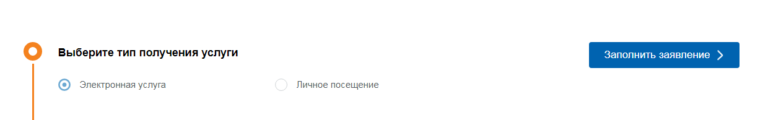 Выберите тип получения услуги
Заполнить заявление
Электронная услуга
Личное посещение